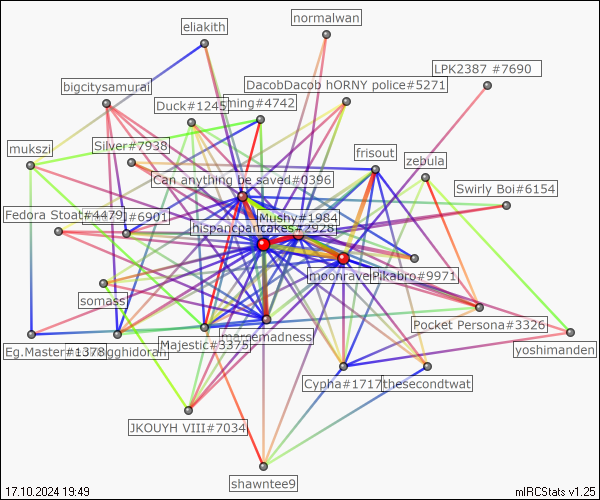 normalwan
eliakith
LPK2387 #7690
bigcitysamurai
DacobDacob hORNY police#5271
Duck#1245
ning#4742
Silver#7938
mukszi
frisout
zebula
Can anything be saved#0396
Swirly Boi#6154
Fedora Stoat#4479
#6901
Mushy#1984
hispancpancakes#2928
moonravel
Pikabro#9971
somassi
Pocket Persona#3326
Eg.Master#1378
gghidorah
margemadness
Majestic#3375
yoshimanden
Cypha#1717
thesecondtwat
JKOUYH VIII#7034
shawntee9
17.10.2024 19:49
mIRCStats v1.25